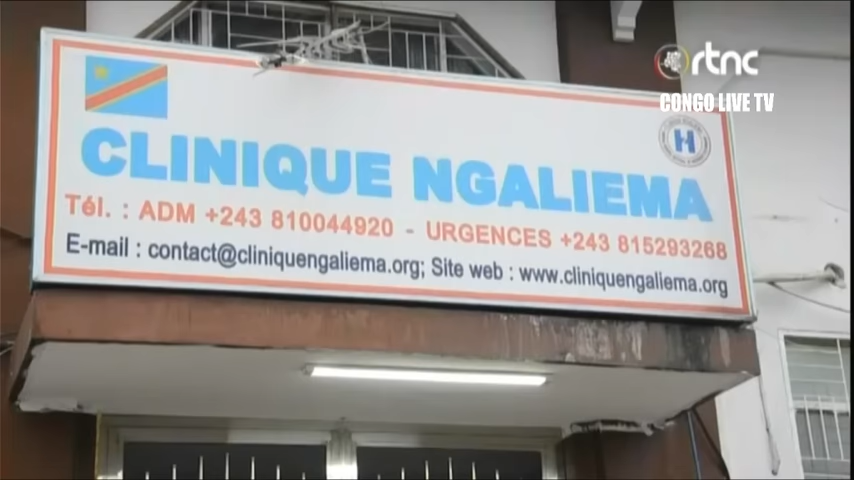 rtnc
CONGO LIVE TV
H
CLINIQUE NGALIEMA
Tél. : ADM +243 810044920 - URGENCES +243 815293268
E-mail : contact@cliniquengaliema.org; Site web : www.cliniquengaliema.org